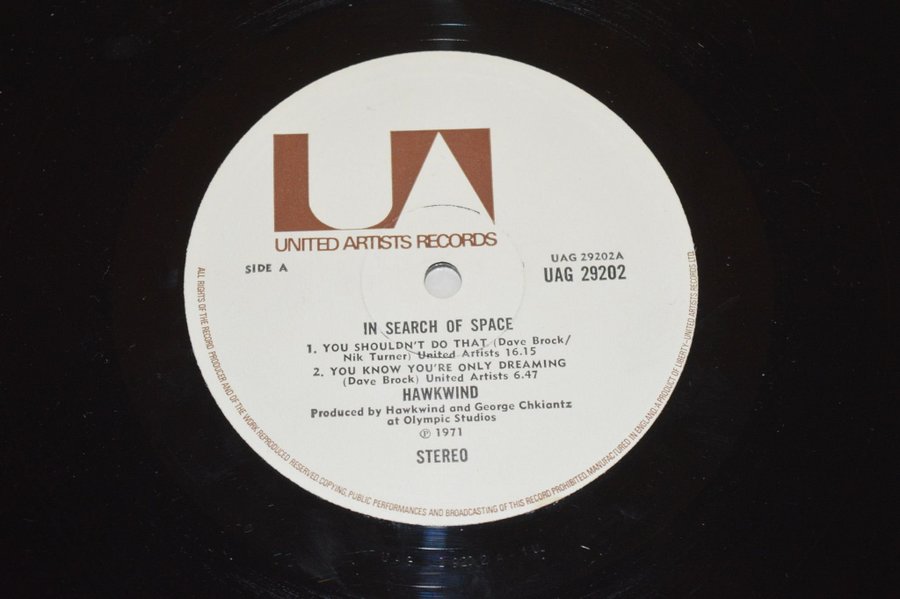 UA
UNITED ARTISTS RECORDS
SIDE A
UAG 29202A
UAG 29202
IN SEARCH OF SPACE
1. YOU SHOULDN'T DO THAT (Dave Brock/
Nik Turner) United Artists 16.15
2. YOU KNOW YOU'RE ONLY DREAMING
(Dave Brock) United Artists 6.47
HAWKWIND
Produced by Hawkwind and George Chkiantz
at Olympic Studios
℗ 1971
STEREO
ALL RIGHTS OF THE RECORD PRODUCER AND OF THE WORK REPRODUCED RESERVED COPYING, PUBLIC PERFORMANCES AND BROADCASTING OF THIS RECORD PROHIBITED. MANUFACTURED IN ENGLAND A PRODUCT OF LIBERTY-UNITED ARTISTS RECORDS LTD.